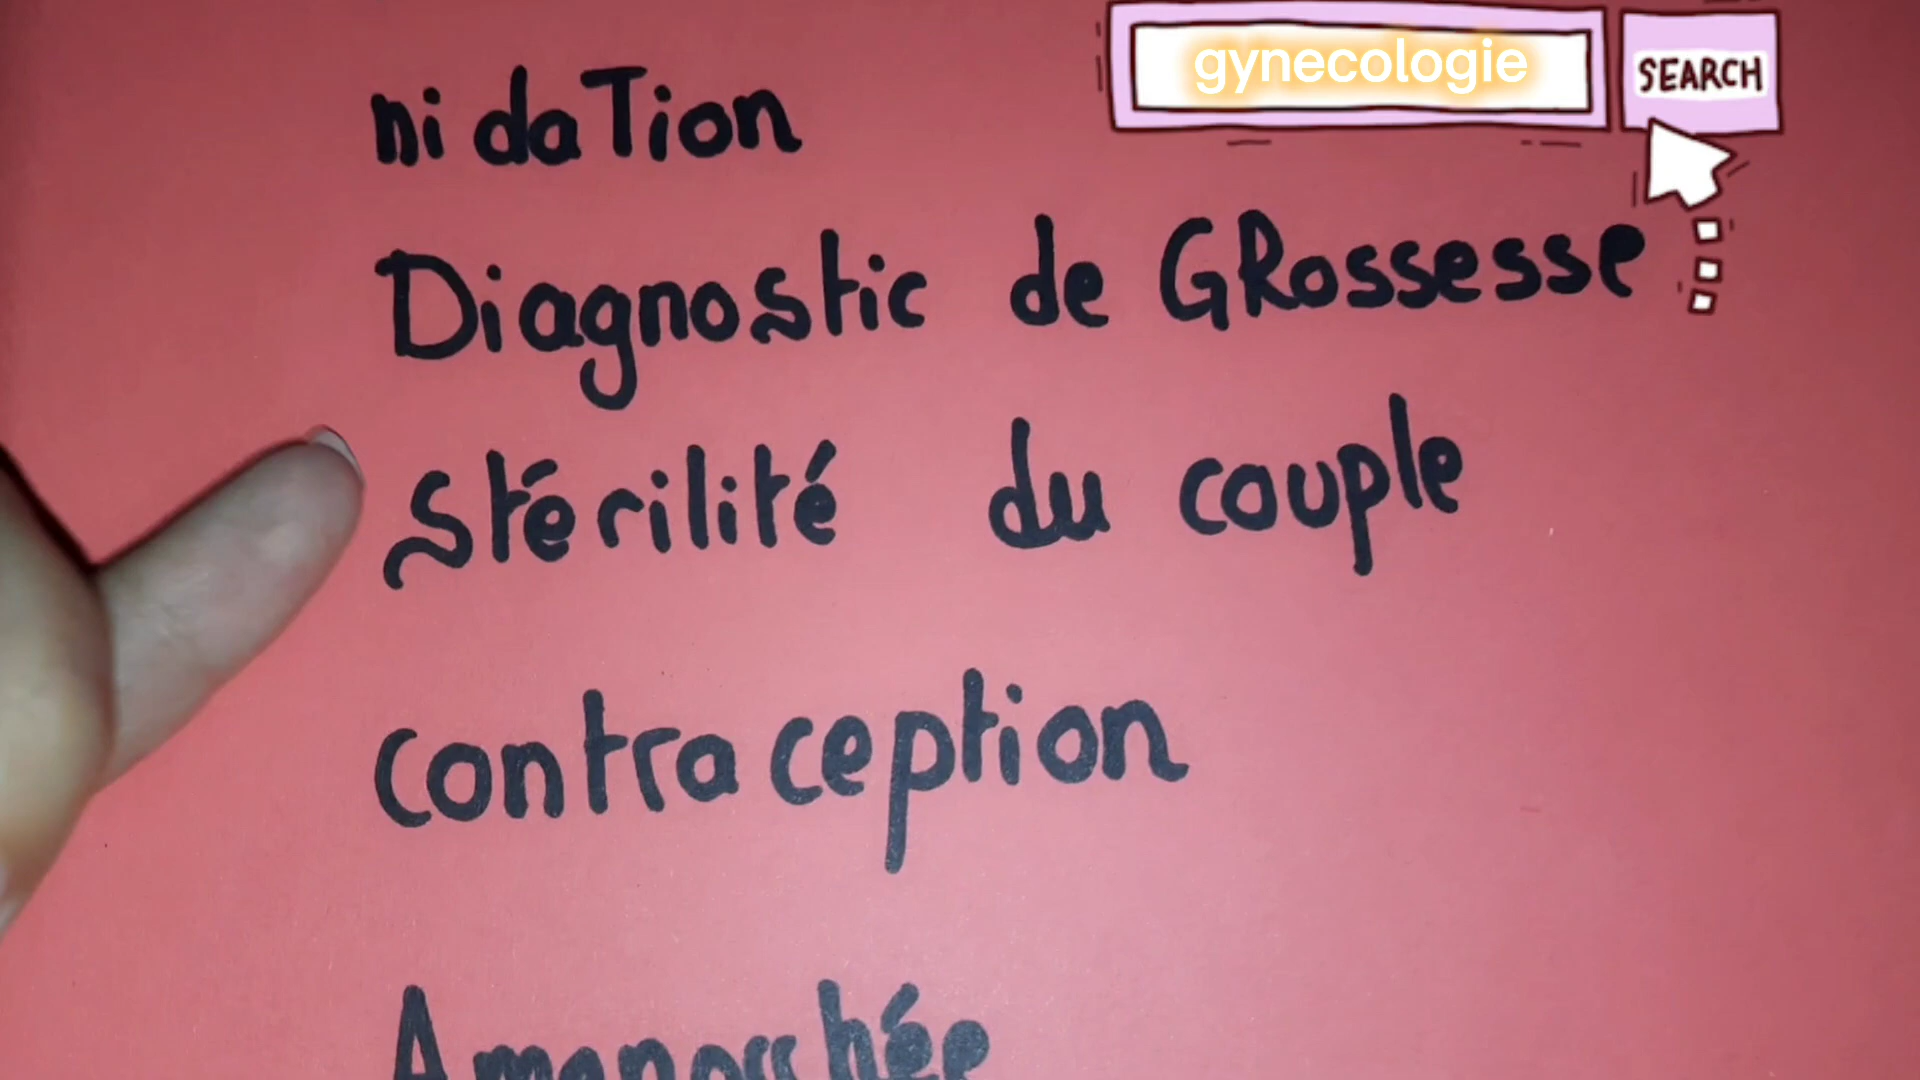 gynecologie
SEARCH
nidaTion
Diagnostic de GRossesse
Stérilité du couple
contraception